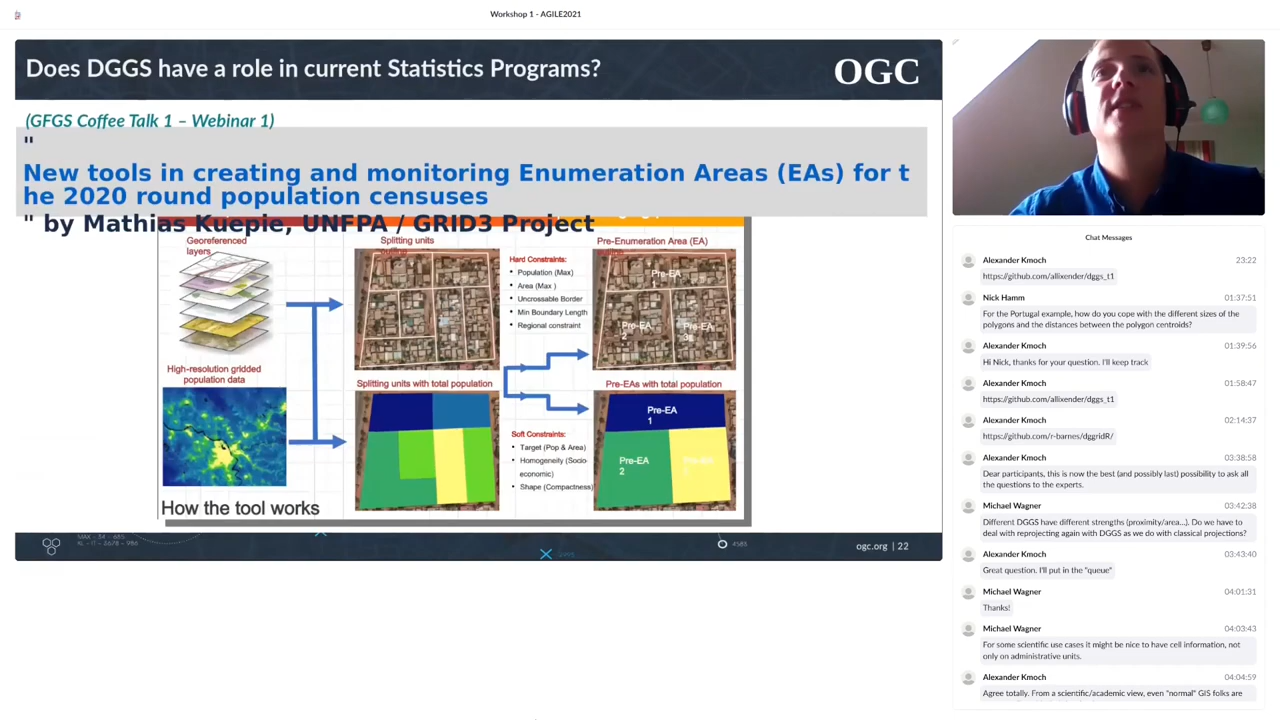 Workshop 1 - AGILE2021
Does DGGS have a role in current Statistics Programs?
OGC
(GFGS Coffee Talk 1 – Webinar 1)
"
New tools in creating and monitoring Enumeration Areas (EAs) for t
he 2020 round population censuses
" by Mathias Kuepie, UNFPA / GRID3 Project
Georeferenced
layers
Splitting units
outline
Pre-Enumeration Area (EA)
outline
Hard Constraints:
• Population (Max)
• Area (Max )
• Uncrossable Border
• Min Boundary Length
• Regional constraint
Pre-EA
1
Pre-EA
2
Pre-EA
3
High-resolution gridded
population data
Splitting units with total population
Pre-EAs with total population
Pre-EA
1
Pre-EA
2
Pre-EA
Soft Constraints:
• Target (Pop & Area)
• Homogeneity (Socio-
economic)
• Shape (Compactness)
How the tool works
ogc.org | 22
Chat Messages
Alexander Kmoch 23:22
https://github.com/allixender/dggs_t1
Nick Hamm 01:37:51
For the Portugal example, how do you cope with the different sizes of the
polygons and the distances between the polygon centroids?
Alexander Kmoch 01:39:56
Hi Nick, thanks for your question. I'll keep track
Alexander Kmoch 01:58:47
https://github.com/allixender/dggs_t1
Alexander Kmoch 02:14:37
https://github.com/r-barnes/dggridR/
Alexander Kmoch 03:38:58
Dear participants, this is now the best (and possibly last) possibility to ask all
the questions to the experts.
Michael Wagner 03:42:38
Different DGGS have different strengths (proximity/area...). Do we have to
deal with reprojecting again with DGGS as we do with classical projections?
Alexander Kmoch 03:43:40
Great question. I'll put in the "queue"
Michael Wagner 04:01:31
Thanks!
Michael Wagner 04:03:43
For some scientific use cases it might be nice to have cell information, not
only on administrative units.
Alexander Kmoch 04:04:59
Agree totally. From a scientific/academic view, even "normal" GIS folks are